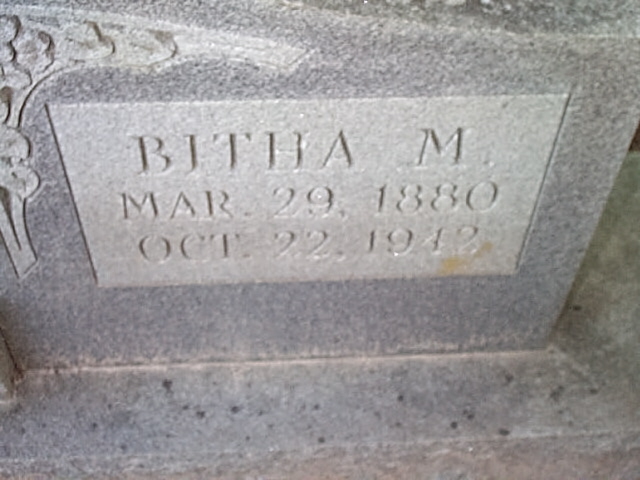 BITHA M.
MAR. 29, 1880
OCT. 22, 1942